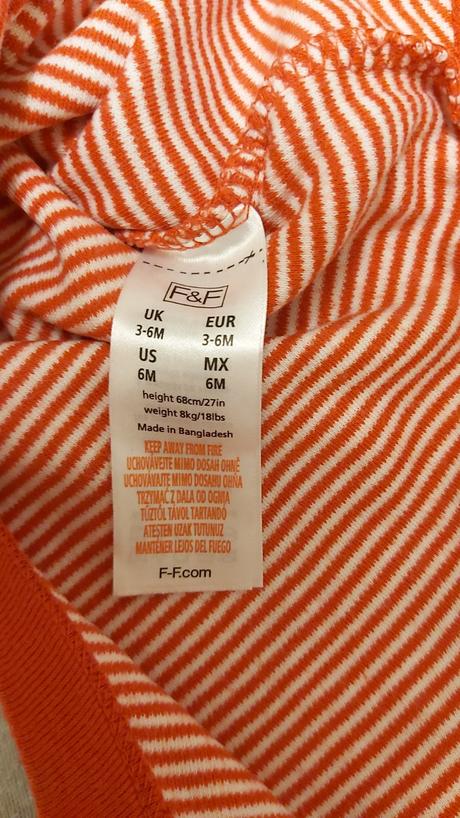 F&F
UK EUR
3-6M 3-6M
US MX
6M 6M
height 68cm/27in
weight 8kg/18lbs
Made in Bangladesh
KEEP AWAY FROM FIRE
UCHOVÁVEJTE MIMO DOSAH OHNĚ
UCHOVÁVAJTE MIMO DOSAHU OHŇA
TRZYMAĆ Z DALA OD OGNIA
TŰZTŐL TÁVOL TARTANDÓ
ATEŞTEN UZAK TUTUNUZ
MANTENER LEJOS DEL FUEGO
F-F.com